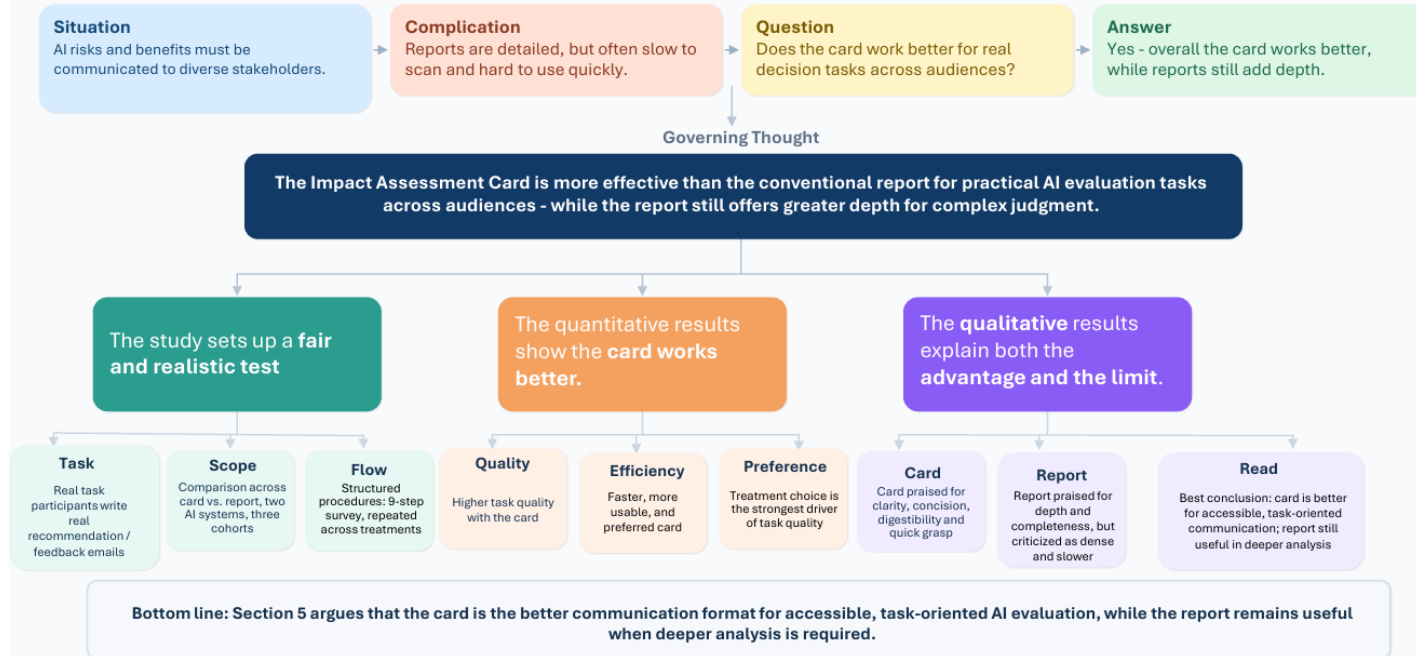 Situation
AI risks and benefits must be
communicated to diverse stakeholders.
Complication
Reports are detailed, but often slow to
scan and hard to use quickly.
Question
Does the card work better for real
decision tasks across audiences?
Answer
Yes - overall the card works better,
while reports still add depth.
Governing Thought
The Impact Assessment Card is more effective than the conventional report for practical AI evaluation tasks
across audiences - while the report still offers greater depth for complex judgment.
The study sets up a fair
and realistic test
The quantitative results
show the card works
better.
The qualitative results
explain both the
advantage and the limit.
Task
Real task
participants write
real
recommendation /
feedback emails
Scope
Comparison across
card vs. report, two
AI systems, three
cohorts
Flow
Structured
procedures: 9-step
survey, repeated
across treatments
Quality
Higher task quality
with the card
Efficiency
Faster, more
usable, and
preferred card
Preference
Treatment choice is
the strongest driver
of task quality
Card
Card praised for
clarity, concision,
digestibility and
quick grasp
Report
Report praised for
depth and
completeness, but
criticized as dense
and slower
Read
Best conclusion: card is better
for accessible, task-oriented
communication; report still
useful in deeper analysis
Bottom line: Section 5 argues that the card is the better communication format for accessible, task-oriented AI evaluation, while the report remains useful
when deeper analysis is required.